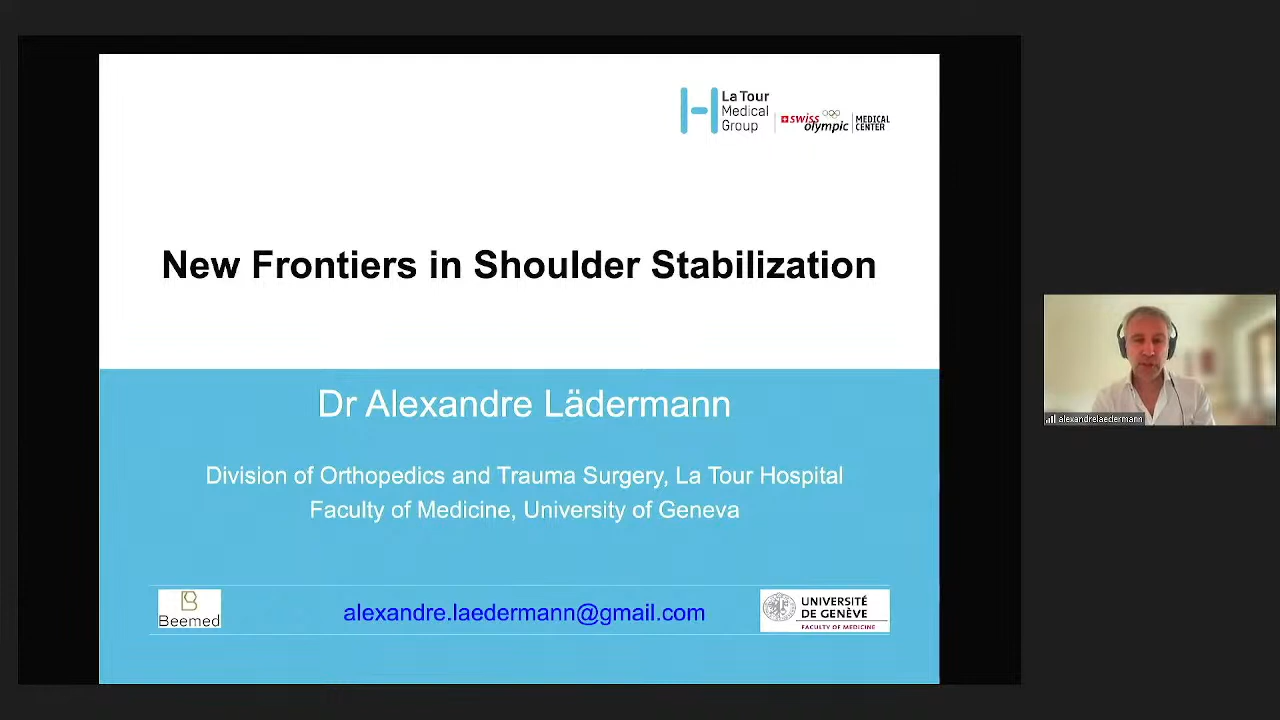 La Tour
Medical
Group
swiss
olympic
MEDICAL
CENTER
New Frontiers in Shoulder Stabilization
Dr Alexandre Lädermann
Division of Orthopedics and Trauma Surgery, La Tour Hospital
Faculty of Medicine, University of Geneva
Beemed
alexandre.laedermann@gmail.com
UNIVERSITÉ
DE GENÈVE
FACULTY OF MEDICINE
alexandrelaedermann